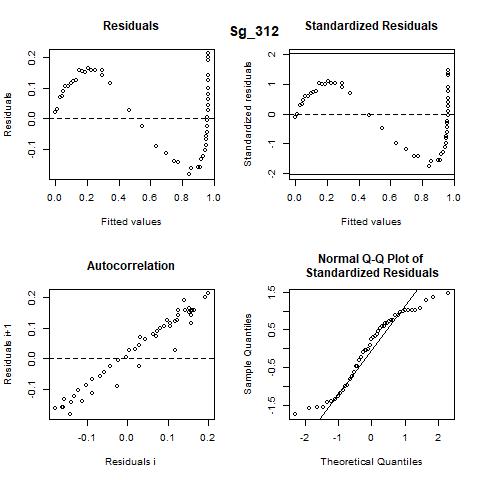 Sg_312
Residuals
Residuals
0.2
0.1
0.0
-0.1
0.0 0.2 0.4 0.6 0.8 1.0
Fitted values
Standardized Residuals
Standardized residuals
2
1
0
-1
-2
0.0 0.2 0.4 0.6 0.8 1.0
Fitted values
Autocorrelation
Residuals i+1
0.2
0.1
0.0
-0.1
-0.1 0.0 0.1 0.2
Residuals i
Normal Q-Q Plot of
Standardized Residuals
Sample Quantiles
1.5
0.5
-0.5
-1.5
-2 -1 0 1 2
Theoretical Quantiles